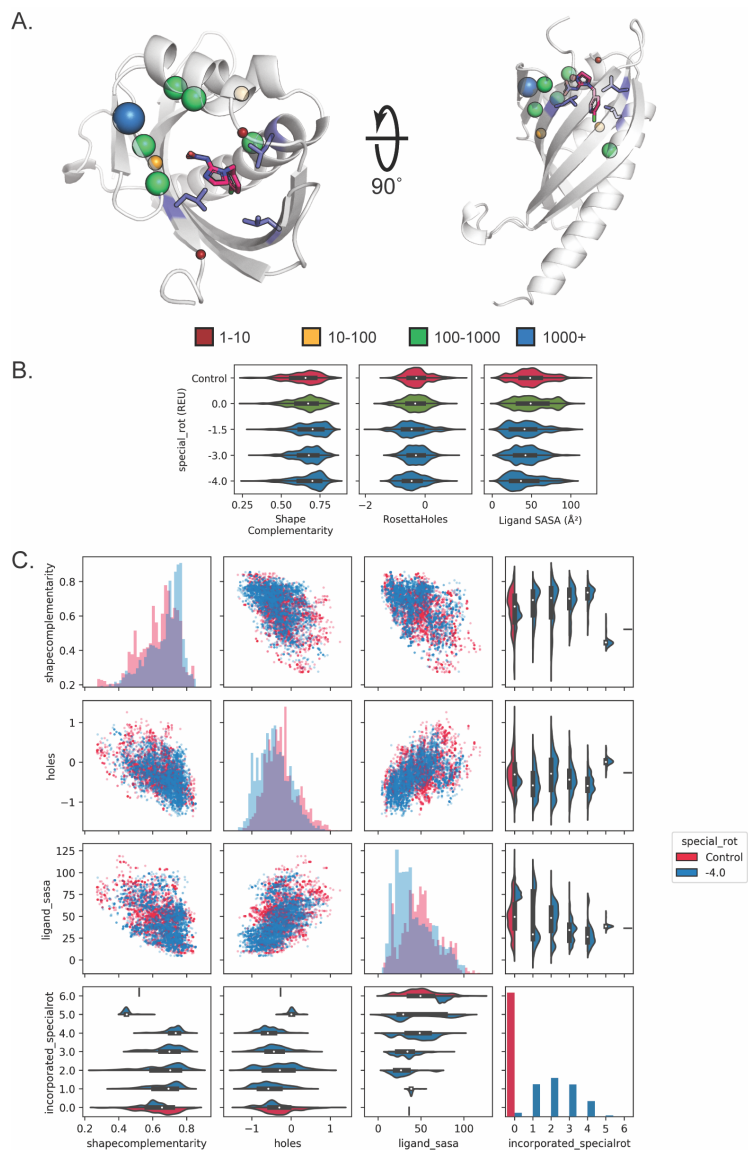 A.
90°
1-10
10-100
100-1000
1000+
B.
special_rot (REU)
Control
0.0
-1.5
-3.0
-4.0
0.25 0.50 0.75
−2 0
0 50 100
Shape
Complementarity
RosettaHoles
Ligand SASA (Å²)
C.
shapecomplementarity
0.8
0.6
0.4
0.2
holes
1
0
−1
ligand_sasa
125
100
75
50
25
0
special_rot
Control
-4.0
incorporated_specialrot
6.0
5.0
4.0
3.0
2.0
1.0
0.0
0.2 0.4 0.6 0.8
−1 0 1
0 50 100
0 1 2 3 4 5 6
shapecomplementarity
holes
ligand_sasa
incorporated_specialrot